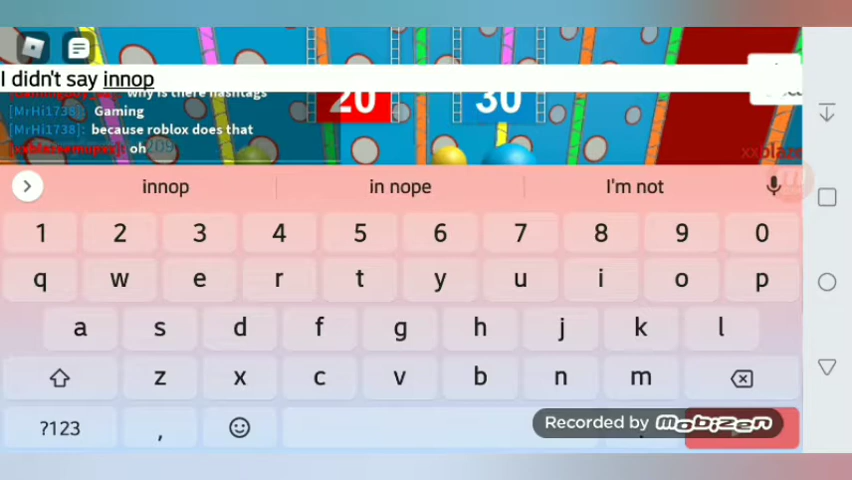 I didn't say innop
why is there hashtags
[MrHi1738]: Gaming
[MrHi1738]: because roblox does that
oh
20
30
innop in nope I'm not
1 2 3 4 5 6 7 8 9 0
q w e r t y u i o p
a s d f g h j k l
z x c v b n m
?123 , .
Recorded by mobizen